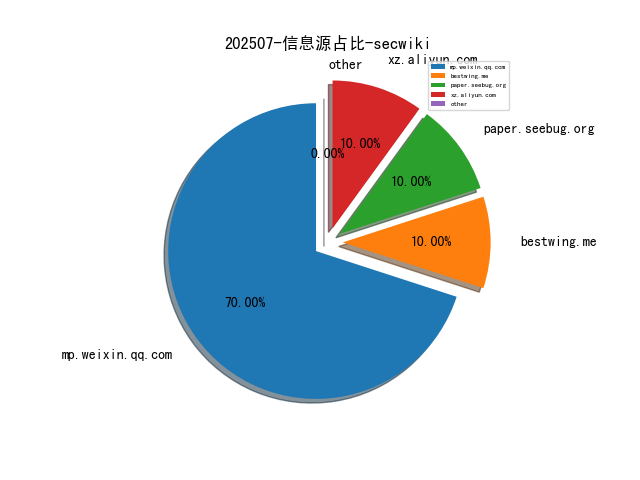 202507-信息源占比-secwiki
xz.aliyun.com
other
mp.weixin.qq.com
bestwing.me
paper.seebug.org
xz.aliyun.com
other
paper.seebug.org
10.00%
0.00%
10.00%
10.00%
bestwing.me
70.00%
mp.weixin.qq.com